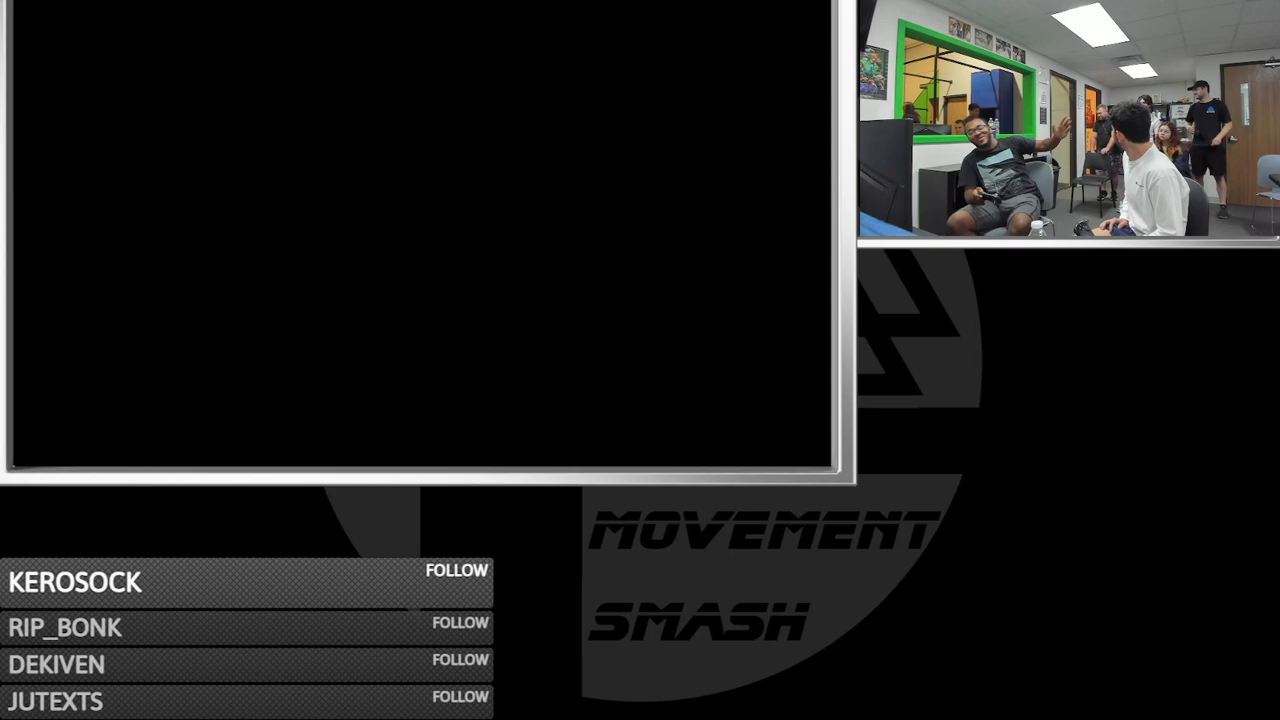 MOVEMENT
SMASH
KEROSOCK FOLLOW
RIP_BONK FOLLOW
DEKIVEN FOLLOW
JUTEXTS FOLLOW